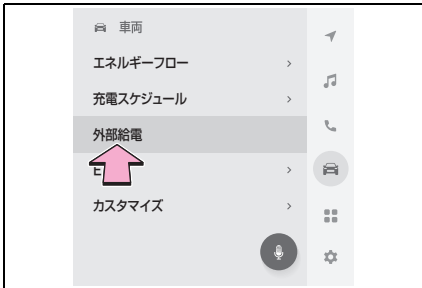 車両
エネルギーフロー
充電スケジュール
外部給電
カスタマイズ